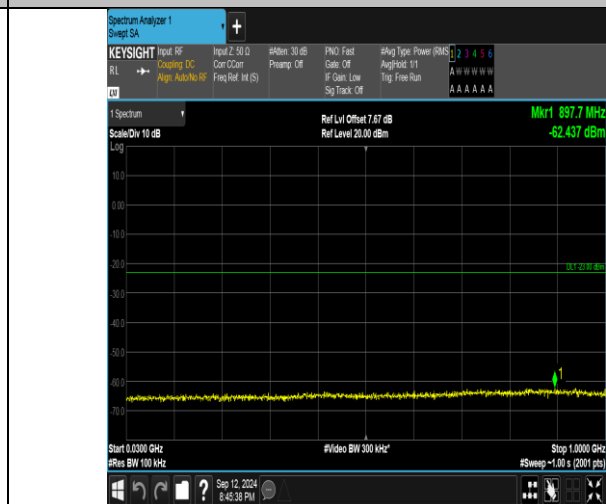 Spectrum Analyzer 1
Swept SA
+
KEYSIGHT Input: RF Input Z: 50 Ω #Atten: 30 dB PNO: Fast #Avg Type: Power (RMS 1 2 3 4 5 6
RL Coupling: DC Corr CCorr Preamp: Off Gate: Off Avg|Hold: 1/1 A W W W W W
Align: Auto/No RF Freq Ref: Int (S) IF Gain: Low Trig: Free Run
LXI Sig Track: Off A A A A A A
1 Spectrum Ref Lvl Offset 7.67 dB Mkr1 897.7 MHz
Scale/Div 10 dB Ref Level 20.00 dBm -62.437 dBm
Log
10.0
0.00
-10.0
-20.0
DL1 -23.00 dBm
-30.0
-40.0
-50.0
-60.0
1
-70.0
Start 0.0300 GHz #Video BW 300 kHz* Stop 1.0000 GHz
#Res BW 100 kHz #Sweep ~1.00 s (2001 pts)
? Sep 12, 2024
8:45:38 PM